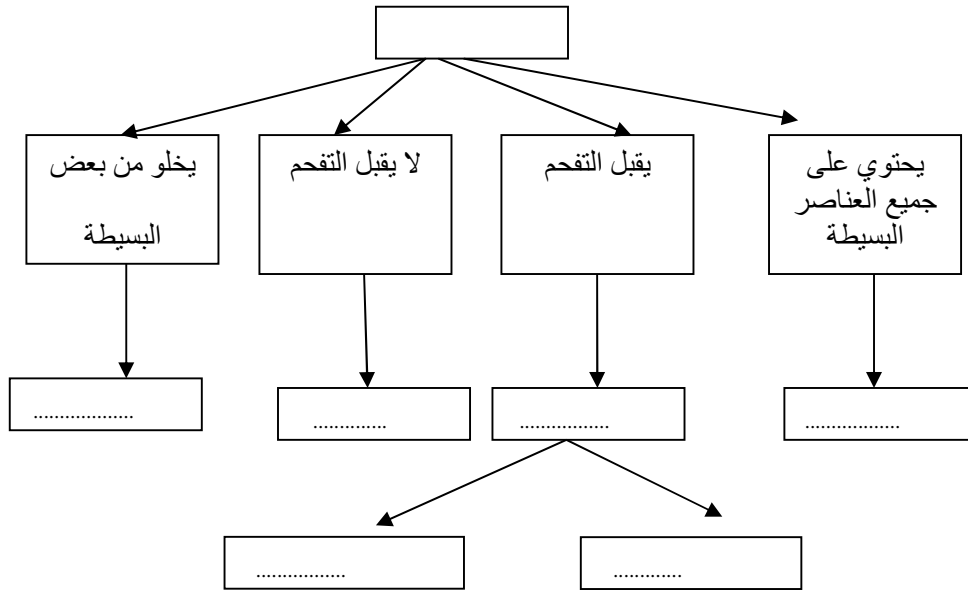 يحتوي على
جميع العناصر
البسيطة
يقبل التفحم
لا يقبل التفحم
يخلو من بعض
البسيطة
..................
.................
..............
...................
.............
.................